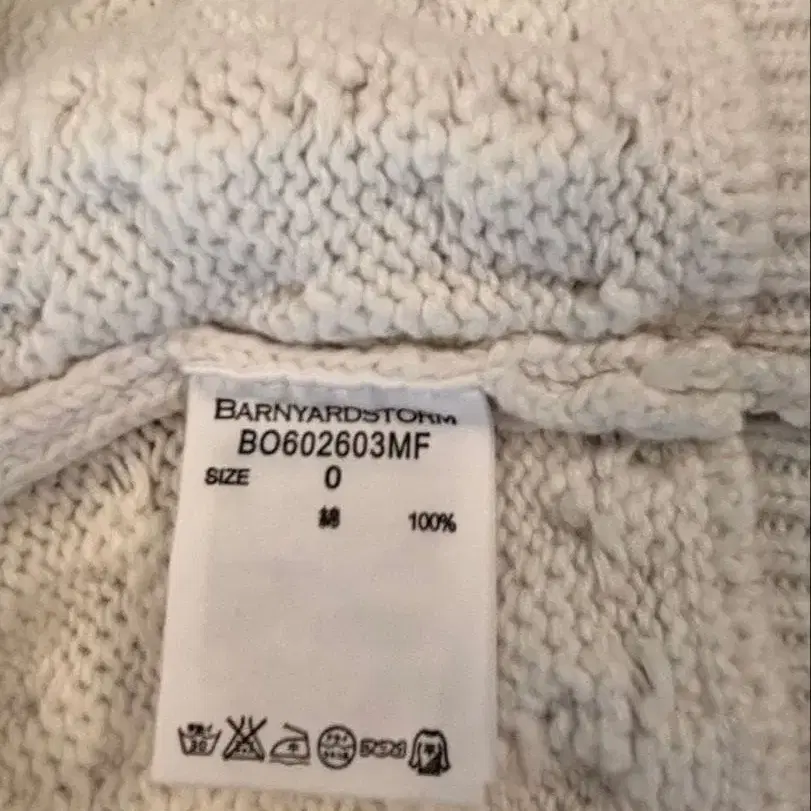 BARNYARDSTORM
BO602603MF
SIZE 0
綿 100%